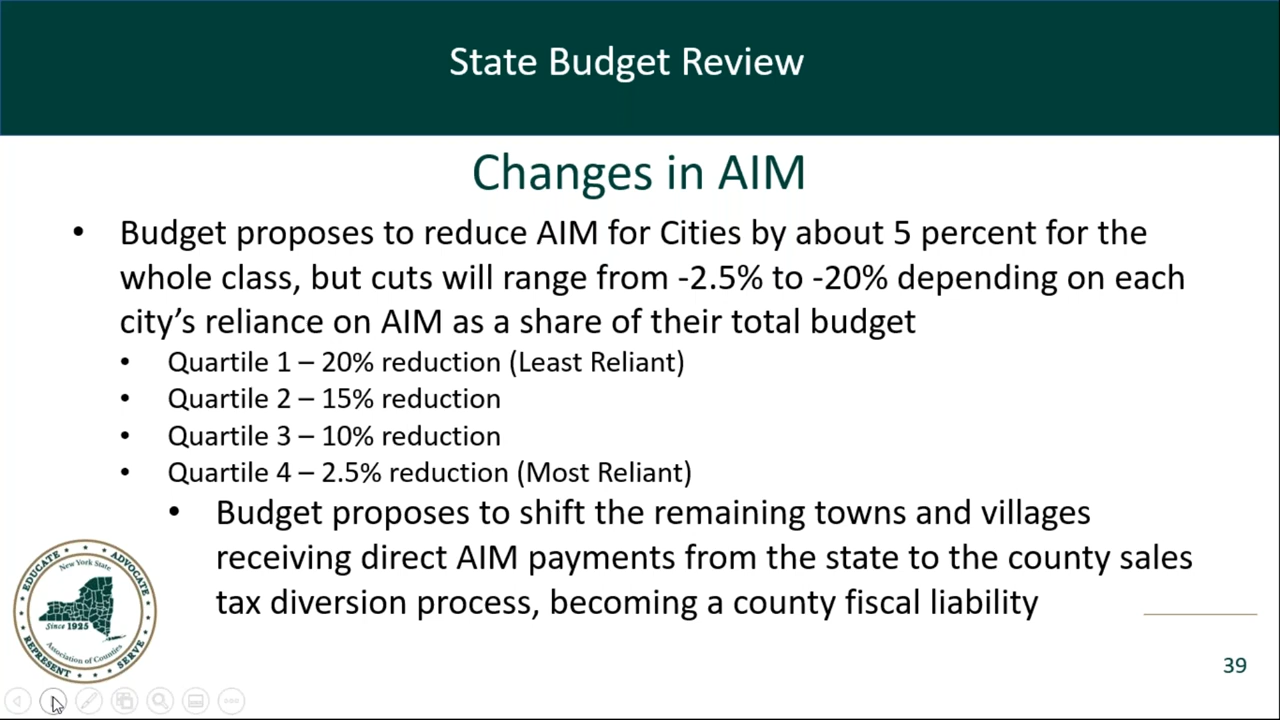 State Budget Review
Changes in AIM
• Budget proposes to reduce AIM for Cities by about 5 percent for the
whole class, but cuts will range from -2.5% to -20% depending on each
city’s reliance on AIM as a share of their total budget
• Quartile 1 – 20% reduction (Least Reliant)
• Quartile 2 – 15% reduction
• Quartile 3 – 10% reduction
• Quartile 4 – 2.5% reduction (Most Reliant)
• Budget proposes to shift the remaining towns and villages
receiving direct AIM payments from the state to the county sales
tax diversion process, becoming a county fiscal liability
EDUCATE ADVOCATE
New York State
Since 1925
Association of Counties
REPRESENT SERVE
39